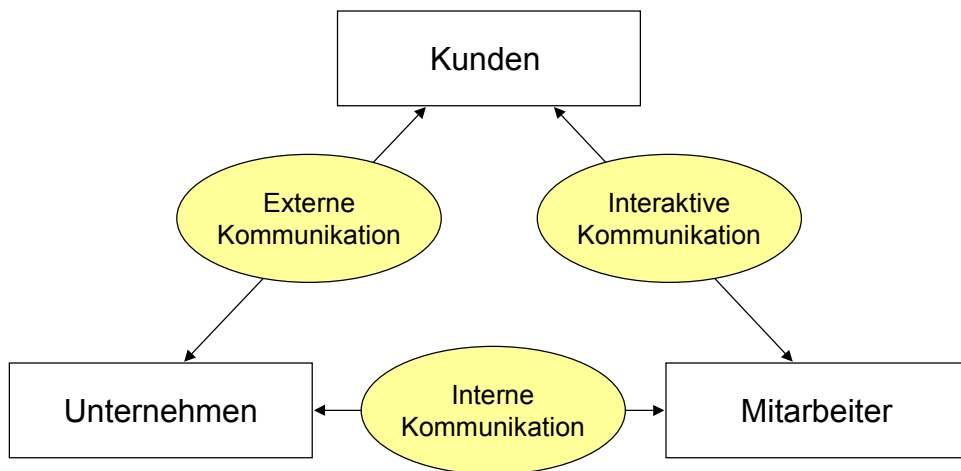 Kunden
Externe
Kommunikation
Interaktive
Kommunikation
Unternehmen
Interne
Kommunikation
Mitarbeiter